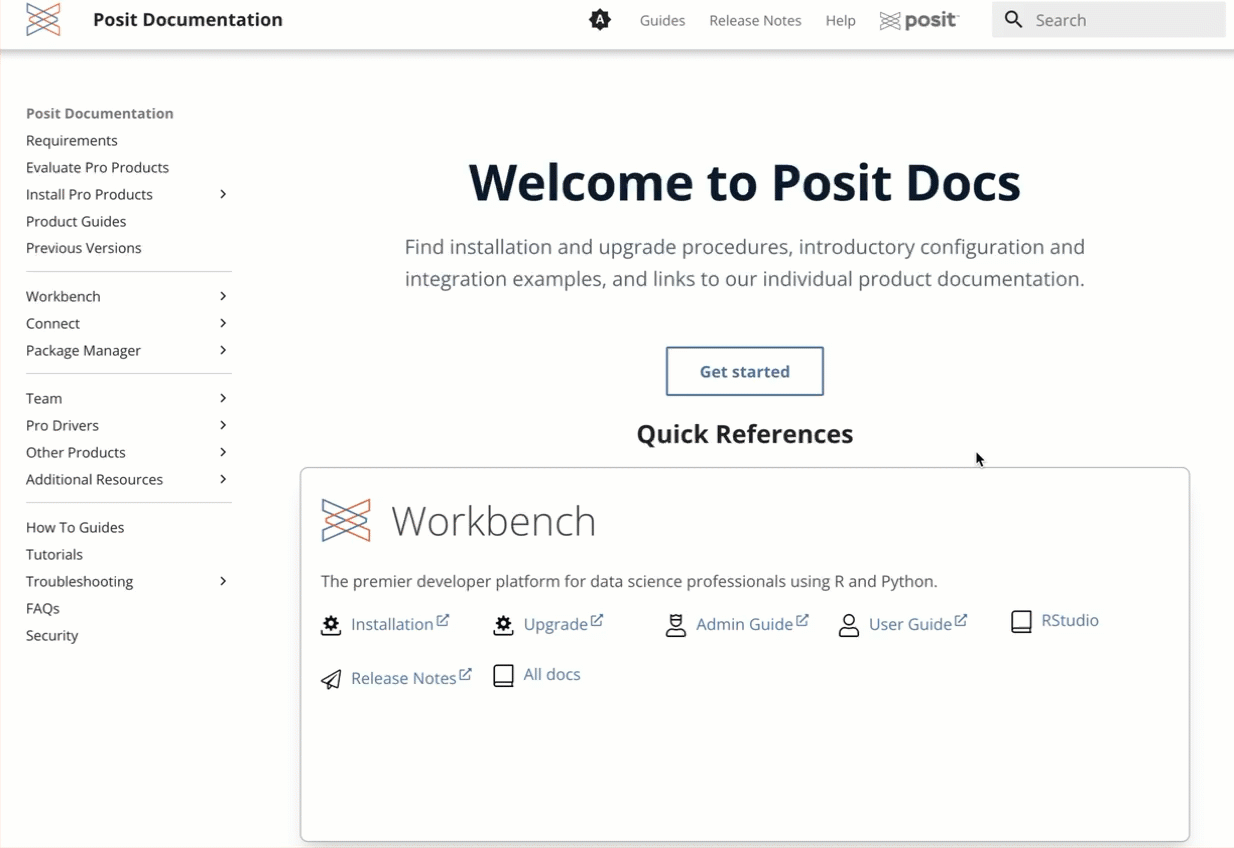 Posit Documentation
A
Guides
Release Notes
Help
posit
Search
Posit Documentation
Requirements
Evaluate Pro Products
Install Pro Products
Product Guides
Previous Versions
Workbench
Connect
Package Manager
Team
Pro Drivers
Other Products
Additional Resources
How To Guides
Tutorials
Troubleshooting
FAQs
Security
Welcome to Posit Docs
Find installation and upgrade procedures, introductory configuration and
integration examples, and links to our individual product documentation.
Get started
Quick References
Workbench
The premier developer platform for data science professionals using R and Python.
Installation
Upgrade
Admin Guide
User Guide
RStudio
Release Notes
All docs